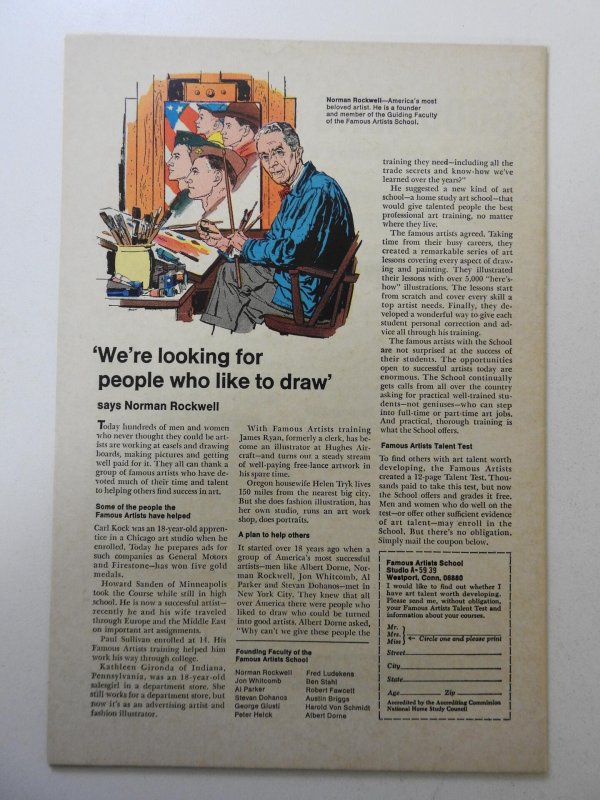 Norman Rockwell—America's most
beloved artist. He is a founder
and member of the Guiding Faculty
of the Famous Artists School.
'We're looking for
people who like to draw'
says Norman Rockwell
Today hundreds of men and women
who never thought they could be art-
ists are working at easels and drawing
boards, making pictures and getting
well paid for it. They all can thank a
group of famous artists who have de-
voted much of their time and talent
to helping others find success in art.
Some of the people the
Famous Artists have helped
Carl Kock was an 18-year-old appren-
tice in a Chicago art studio when he
enrolled, Today he prepares ads for
such companies as General Motors
and Firestone—has won five gold
medals.
Howard Sanden of Minneapolis
took the Course while still in high
school. He is now a successful artist—
recently he and his wife traveled
through Europe and the Middle East
on important art assignments.
Paul Sullivan enrolled at 14. His
Famous Artists training helped him
work his way through college.
Kathleen Gironda of Indiana,
Pennsylvania, was an 18-year-old
salesgirl in a department store. She
still works for a department store, but
now it's as an advertising artist and
fashion illustrator.
With Famous Artists training
James Ryan, formerly a clerk, has be-
come an illustrator at Hughes Air-
craft—and turns out a steady stream
of well-paying free-lance artwork in
his spare time.
Oregon housewife Helen Tryk lives
150 miles from the nearest big city.
But she does fashion illustration, has
her own studio, runs an art work
shop, does portraits.
A plan to help others
It started over 18 years ago when a
group of America's most successful
artists—men like Albert Dorne, Nor-
man Rockwell, Jon Whitcomb, Al
Parker and Stevan Dohanos—met in
New York City. They knew that all
over America there were people who
liked to draw who could be turned
into good artists. Albert Dorne asked,
"Why can't we give these people the
Founding Faculty of the
Famous Artists School
Norman Rockwell
Jon Whitcomb
Al Parker
Stevan Dohanos
George Giusti
Peter Helck
Fred Ludekens
Ben Stahl
Robert Fawcett
Austin Briggs
Harold Von Schmidt
Albert Dorne
training they need—including all the
trade secrets and know-how we've
learned over the years?"
He suggested a new kind of art
school—a home study art school—that
would give talented people the best
professional art training, no matter
where they live.
The famous artists agreed. Taking
time from their busy careers, they
created a remarkable series of art
lessons covering every aspect of draw-
ing and painting. They illustrated
their lessons with over 5,000 "here's-
how" illustrations. The lessons start
from scratch and cover every skill a
top artist needs. Finally, they de-
veloped a wonderful way to give each
student personal correction and ad-
vice all through his training.
The famous artists with the School
are not surprised at the success of
their students. The opportunities
open to successful artists today are
enormous. The School continually
gets calls from all over the country
asking for practical well-trained stu-
dents—not geniuses—who can step
into full-time or part-time art jobs.
And practical, thorough training is
what the School offers.
Famous Artists Talent Test
To find others with art talent worth
developing, the Famous Artists
created a 12-page Talent Test. Thou-
sands paid to take this test, but now
the School offers and grades it free.
Men and women who do well on the
test—or offer other sufficient evidence
of art talent—may enroll in the
School. But there's no obligation.
Simply mail the coupon below.
Famous Artists School
Studio A-5939
Westport, Conn. 06880
I would like to find out whether I
have art talent worth developing.
Please send me, without obligation,
your Famous Artists Talent Test and
information about your courses.
Mr.
Mrs.
Miss
Circle one and please print
Street
City
State
Age Zip
Accredited by the Accrediting Commission
National Home Study Council